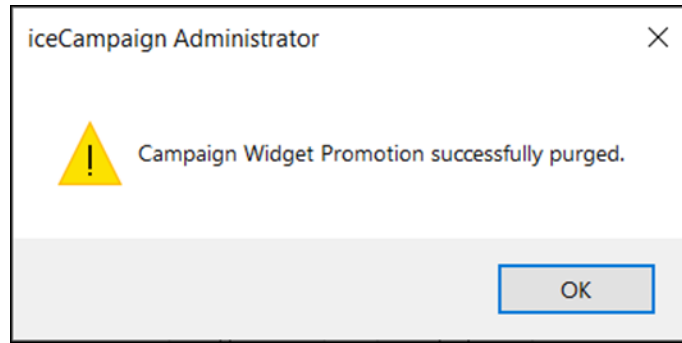 iceCampaign Administrator
Campaign Widget Promotion successfully purged.
OK